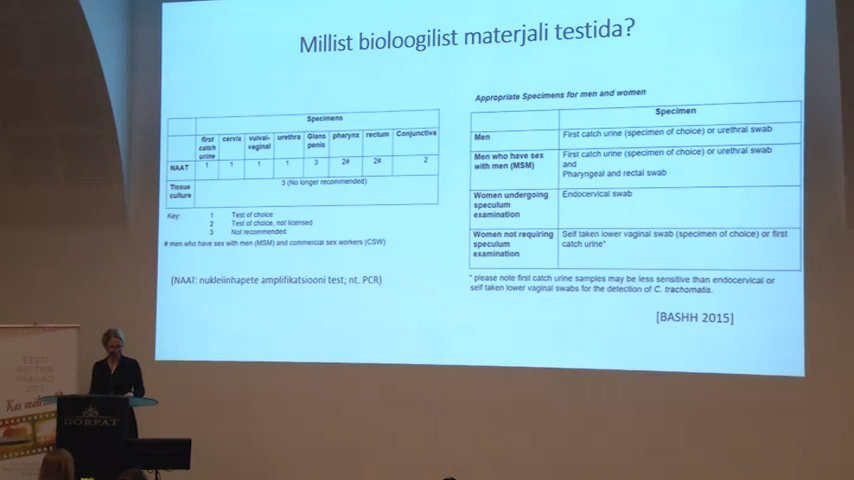 Millist bioloogilist materjali testida?
Specimens
first catch urine
cervix
vulval-vaginal
urethra
Glans penis
pharynx
rectum
Conjunctiva
NAAT 1 1 1 1 3 2# 2# 2
Tissue culture 3 (No longer recommended)
Key: 1 Test of choice
2 Test of choice, not licensed
3 Not recommended
# men who have sex with men (MSM) and commercial sex workers (CSW)
(NAAT: nukleiinhapete amplifikatsiooni test; nt. PCR)
Appropriate Specimens for men and women
Specimen
Men First catch urine (specimen of choice) or urethral swab
Men who have sex First catch urine (specimen of choice) or urethral swab
with men (MSM) and
Pharyngeal and rectal swab
Women undergoing Endocervical swab
speculum
examination
Women not requiring Self taken lower vaginal swab (specimen of choice) or first
speculum catch urine*
examination
* please note first catch urine samples may be less sensitive than endocervical or
self taken lower vaginal swabs for the detection of C. trachomatis.
[BASHH 2015]
EESTI
ARSTIDE
PÄEVAD
DORPAT